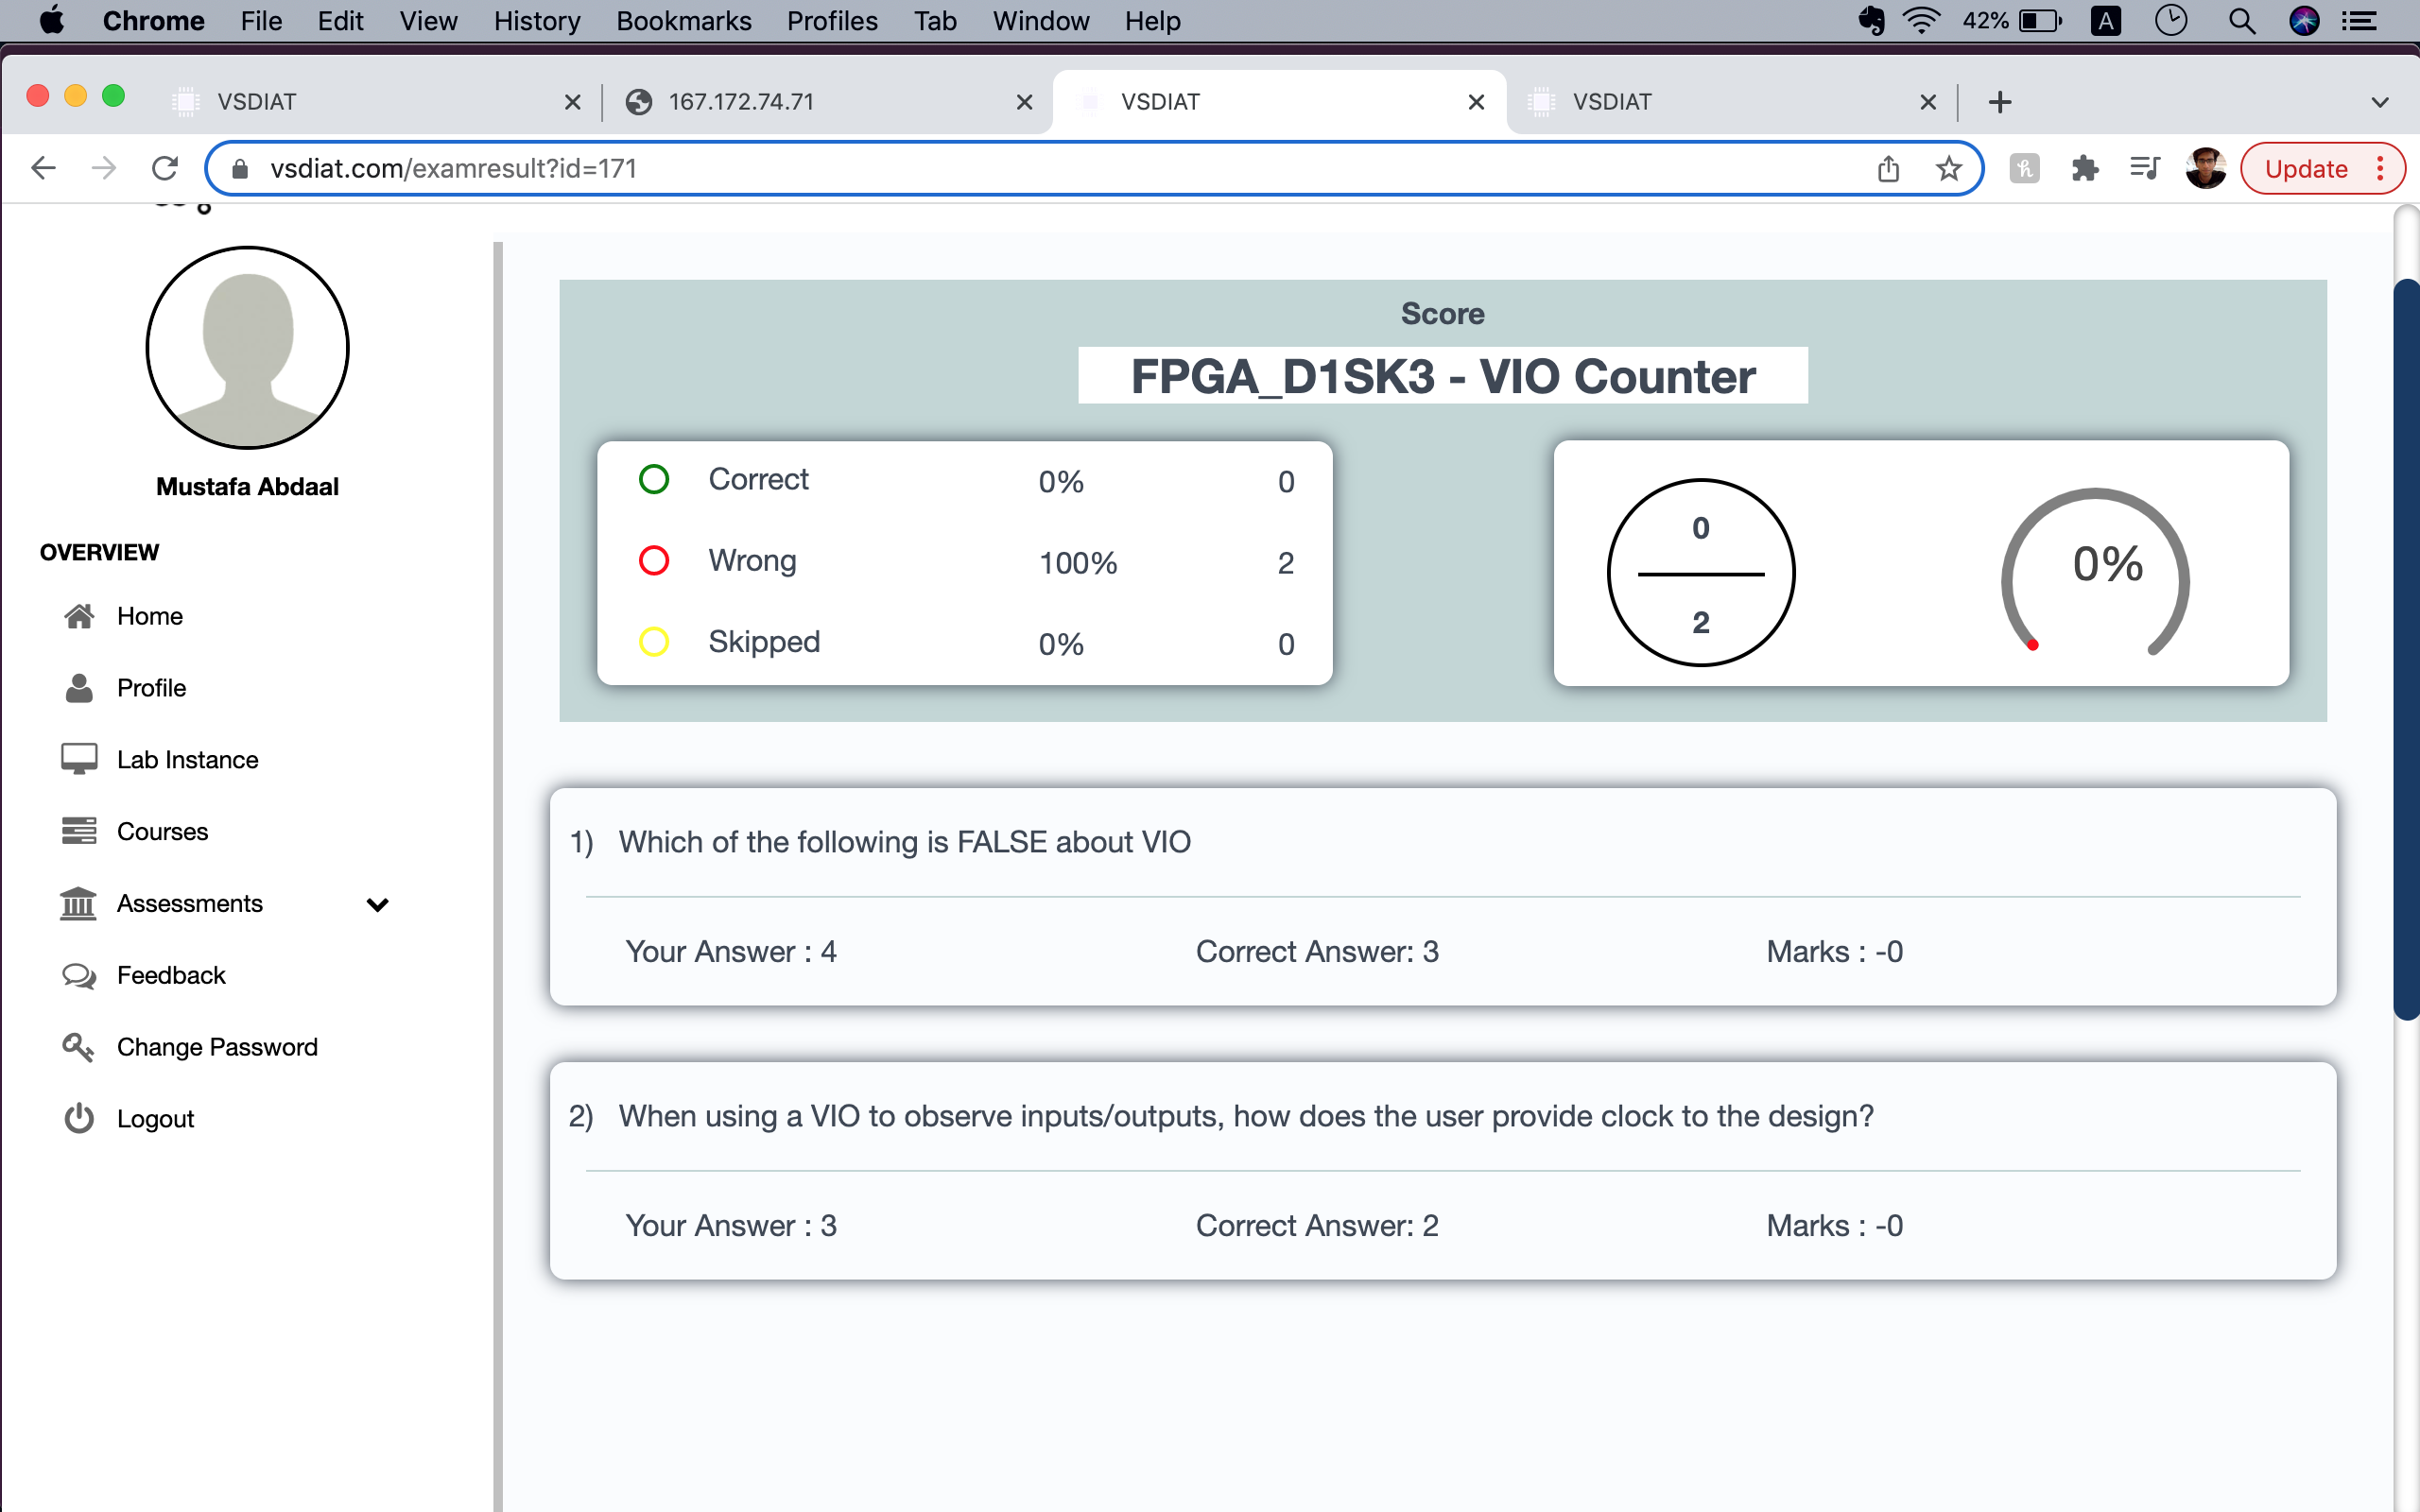 Chrome File Edit View History Bookmarks Profiles Tab Window Help 42% A
VSDIAT 167.172.74.71 VSDIAT VSDIAT
vsdiat.com/examresult?id=171 Update
Mustafa Abdaal
OVERVIEW
Home
Profile
Lab Instance
Courses
Assessments
Feedback
Change Password
Logout
Score
FPGA_D1SK3 - VIO Counter
Correct 0% 0
Wrong 100% 2
Skipped 0% 0
0
2
0%
1) Which of the following is FALSE about VIO
Your Answer : 4 Correct Answer: 3 Marks : -0
2) When using a VIO to observe inputs/outputs, how does the user provide clock to the design?
Your Answer : 3 Correct Answer: 2 Marks : -0